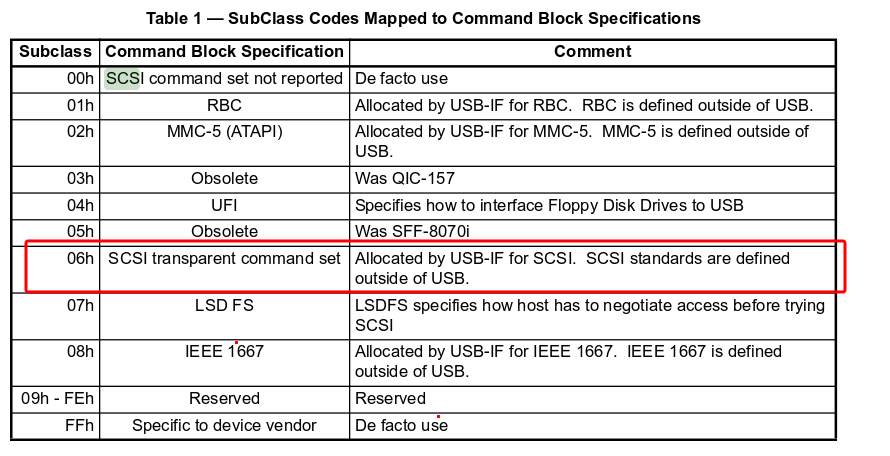 Table 1 — SubClass Codes Mapped to Command Block Specifications
Subclass Command Block Specification Comment
00h SCSI command set not reported De facto use
01h RBC Allocated by USB-IF for RBC.  RBC is defined outside of USB.
02h MMC-5 (ATAPI) Allocated by USB-IF for MMC-5.  MMC-5 is defined outside of
USB.
03h Obsolete Was QIC-157
04h UFI Specifies how to interface Floppy Disk Drives to USB
05h Obsolete Was SFF-8070i
06h SCSI transparent command set Allocated by USB-IF for SCSI.  SCSI standards are defined
outside of USB.
07h LSD FS LSDFS specifies how host has to negotiate access before trying
SCSI
08h IEEE 1667 Allocated by USB-IF for IEEE 1667.  IEEE 1667 is defined
outside of USB.
09h - FEh Reserved Reserved
FFh Specific to device vendor De facto use